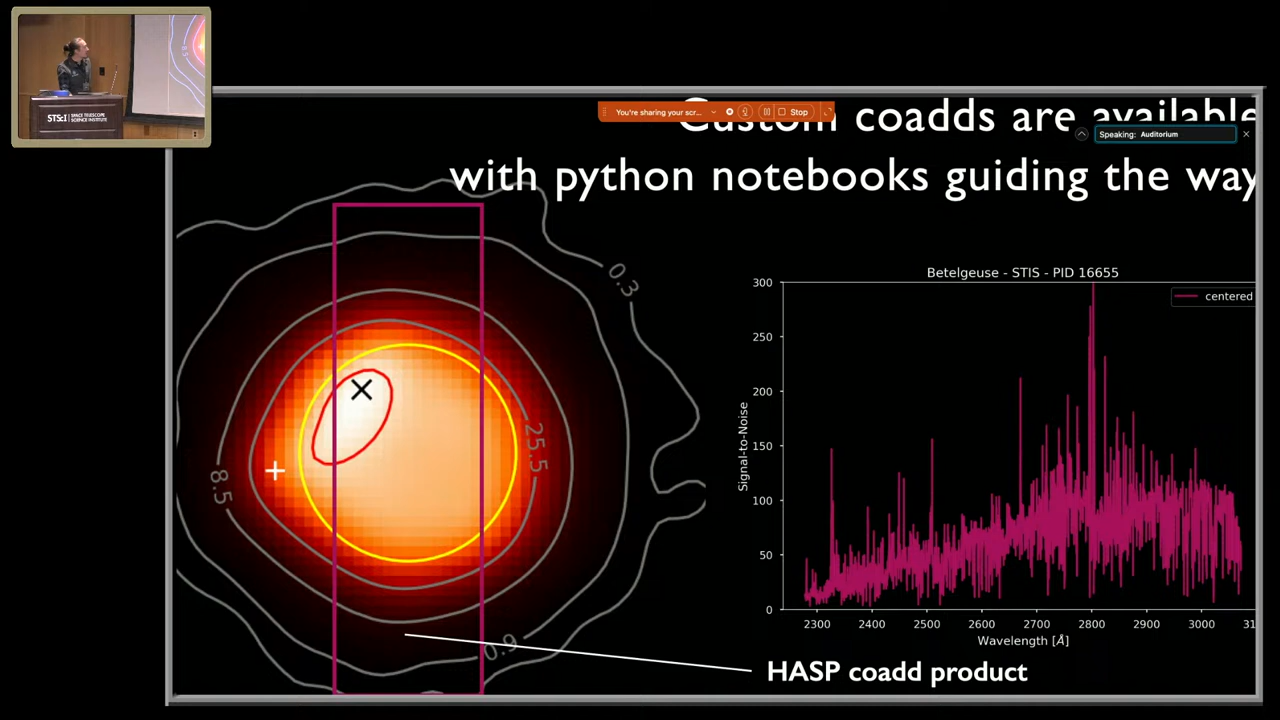 STScI | SPACE TELESCOPE
SCIENCE INSTITUTE
You're sharing your scr...
Stop
Speaking: Auditorium
Custom coadds are available
with python notebooks guiding the way
0.3
25.5
8.5
0.9
Betelgeuse - STIS - PID 16655
centered
300
250
200
150
100
50
0
Signal-to-Noise
2300 2400 2500 2600 2700 2800 2900 3000 31
Wavelength [Å]
HASP coadd product